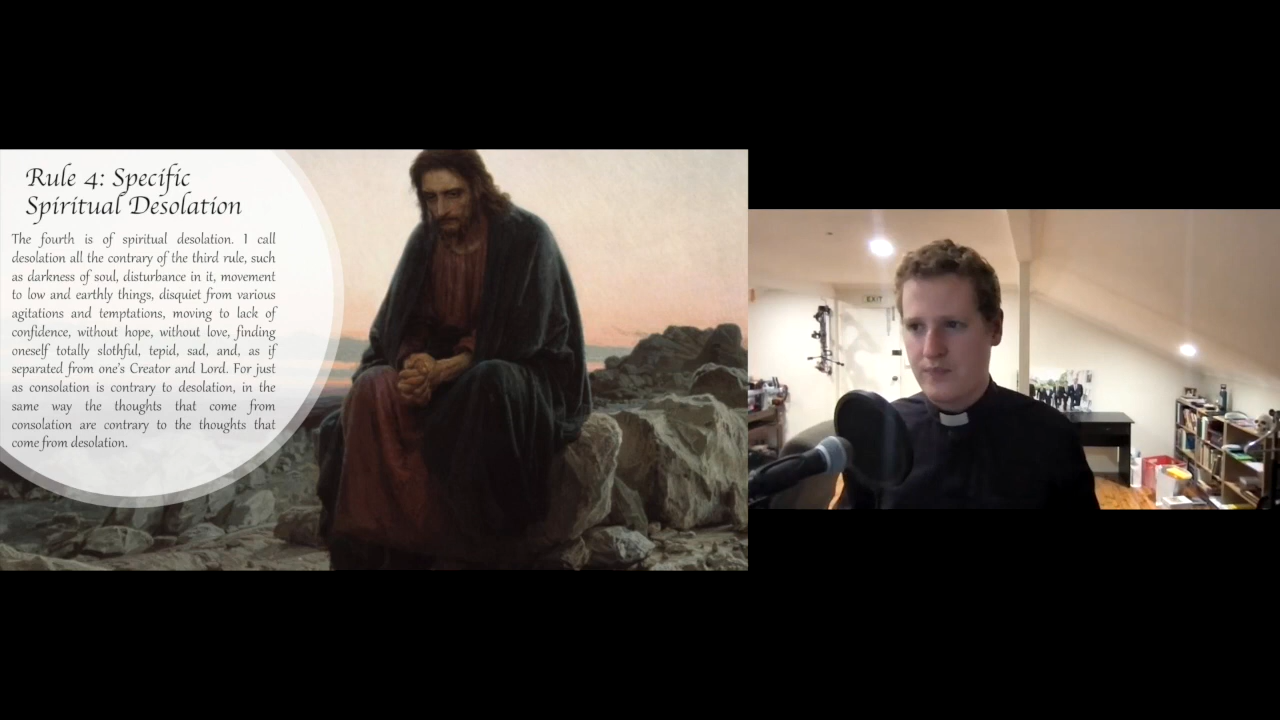 Rule 4: Specific
Spiritual Desolation
The fourth is of spiritual desolation. I call
desolation all the contrary of the third rule, such
as darkness of soul, disturbance in it, movement
to low and earthly things, disquiet from various
agitations and temptations, moving to lack of
confidence, without hope, without love, finding
oneself totally slothful, tepid, sad, and, as if
separated from one's Creator and Lord. For just
as consolation is contrary to desolation, in the
same way the thoughts that come from
consolation are contrary to the thoughts that
come from desolation.
EXIT